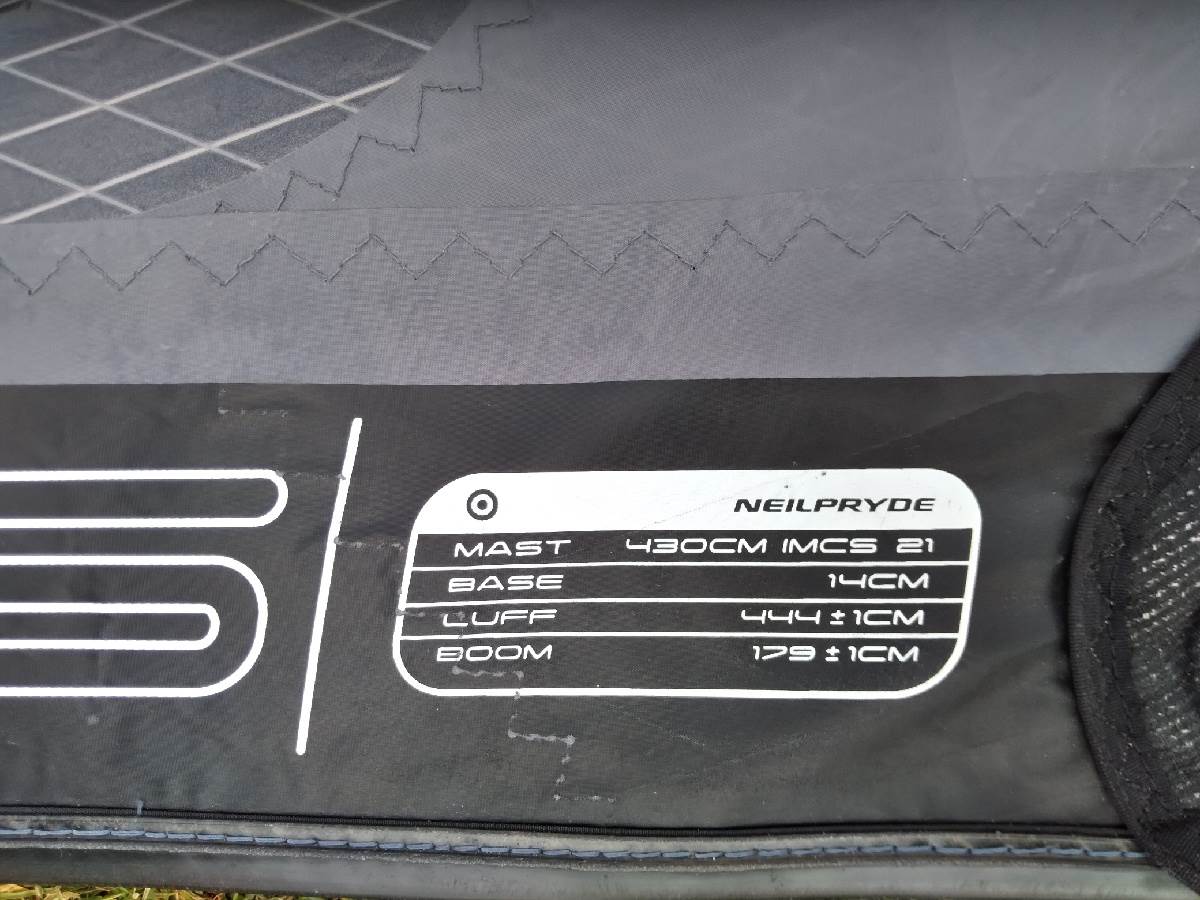 NEILPRYDE
MAST 430CM IMCS 21
BASE 14CM
LUFF 444 ±1CM
BOOM 179 ±1CM